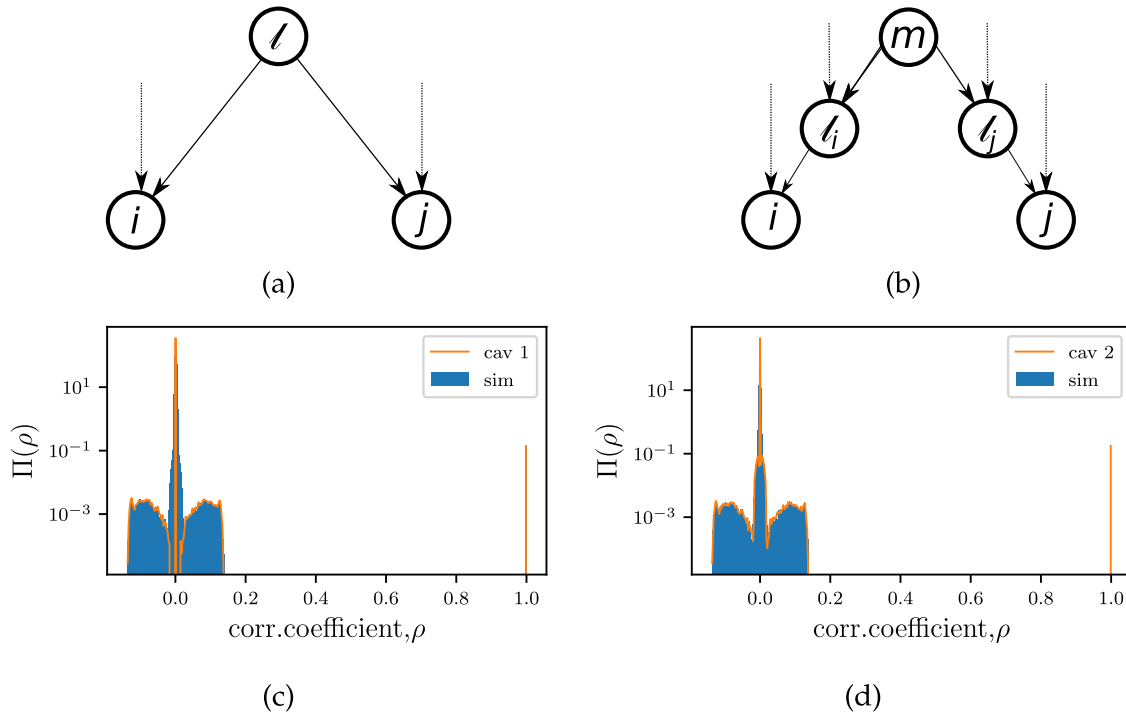 ℓ
i
j
(a)
m
ℓi
ℓj
i
j
(b)
Π(ρ)
10¹
10⁻¹
10⁻³
cav 1
sim
0.0 0.2 0.4 0.6 0.8 1.0
corr.coefficient,ρ
(c)
Π(ρ)
10¹
10⁻¹
10⁻³
cav 2
sim
0.0 0.2 0.4 0.6 0.8 1.0
corr.coefficient,ρ
(d)